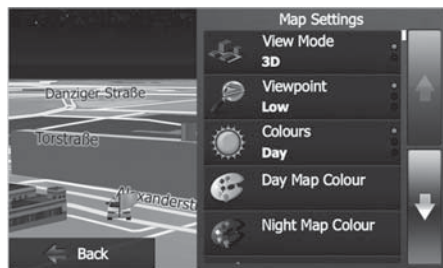 Map Settings
View Mode
3D
Viewpoint
Low
Colours
Day
Day Map Colour
Night Map Colour
Danziger Straße
Torstraße
Alexanderst
Back